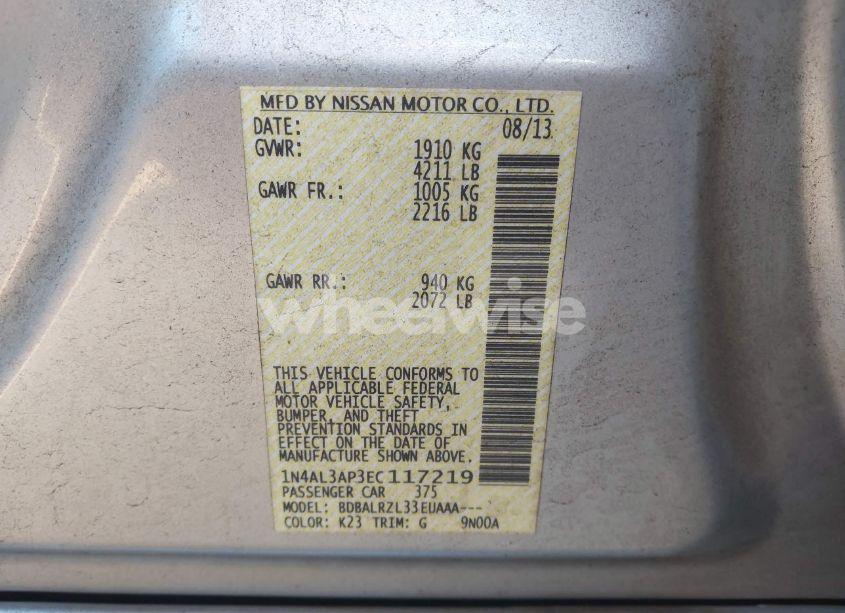 MFD BY NISSAN MOTOR CO., LTD.
DATE: 08/13
GVWR: 1910 KG
4211 LB
GAWR FR.: 1005 KG
2216 LB
GAWR RR.: 940 KG
2072 LB
wheelwise
THIS VEHICLE CONFORMS TO
ALL APPLICABLE FEDERAL
MOTOR VEHICLE SAFETY,
BUMPER, AND THEFT
PREVENTION STANDARDS IN
EFFECT ON THE DATE OF
MANUFACTURE SHOWN ABOVE.
1N4AL3AP3EC117219
PASSENGER CAR 375
MODEL: BDBALRZL33EUAAA---
COLOR: K23 TRIM: G 9N00A